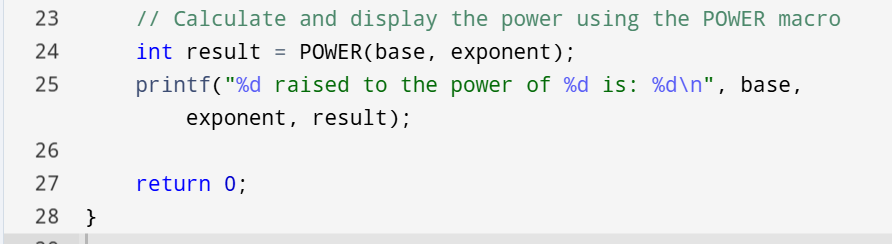 23 // Calculate and display the power using the POWER macro
24 int result = POWER(base, exponent);
25 printf("%d raised to the power of %d is: %d\n", base,
exponent, result);
26
27 return 0;
28 }